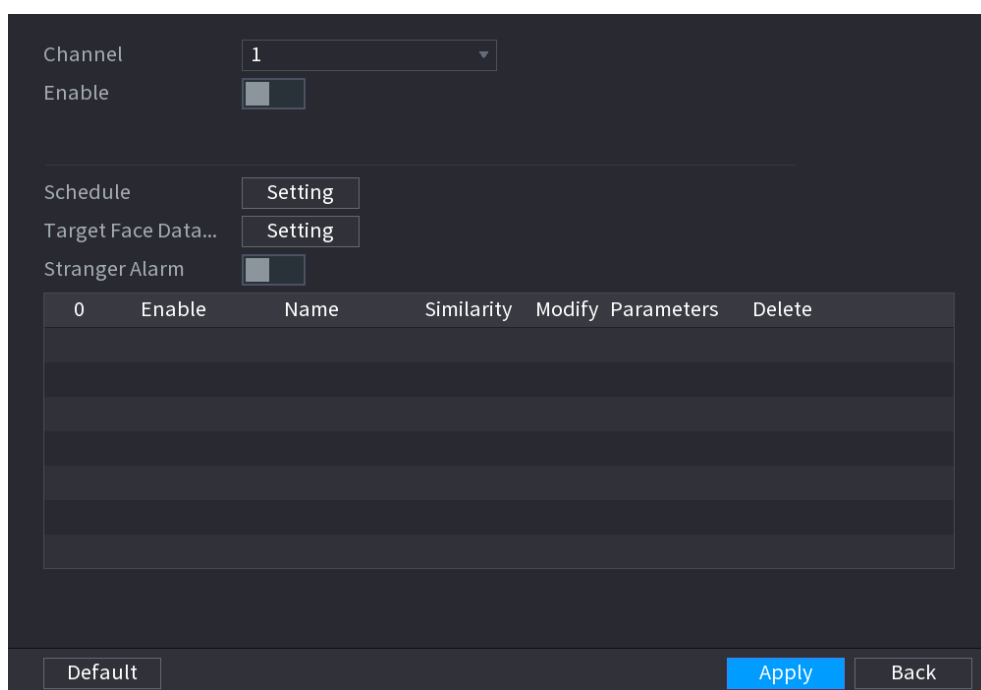 Channel 1
Enable
Schedule Setting
Target Face Data... Setting
Stranger Alarm
0 Enable Name Similarity Modify Parameters Delete
Default Apply Back